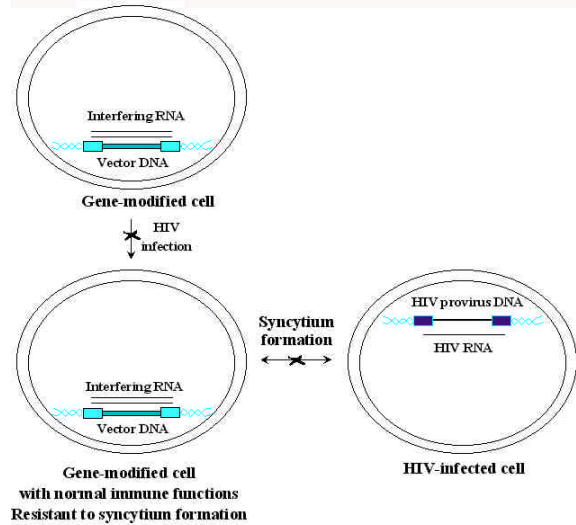 Interfering RNA
Vector DNA
Gene-modified cell
HIV
infection
Syncytium
formation
HIV provirus DNA
HIV RNA
Interfering RNA
Vector DNA
Gene-modified cell
with normal immune functions
Resistant to syncytium formation
HIV-infected cell